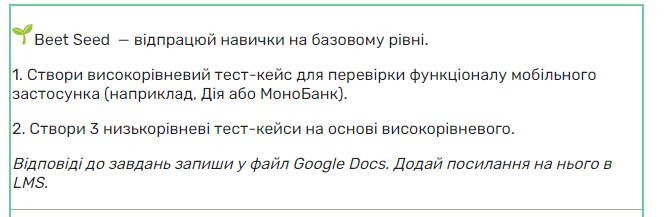 Beet Seed — відпрацюй навички на базовому рівні.
1. Створи високорівневий тест-кейс для перевірки функціоналу мобільного
застосунка (наприклад, Дія або МоноБанк).
2. Створи 3 низькорівневі тест-кейси на основі високорівневого.
Відповіді до завдань запиши у файл Google Docs. Додай посилання на нього в
LMS.